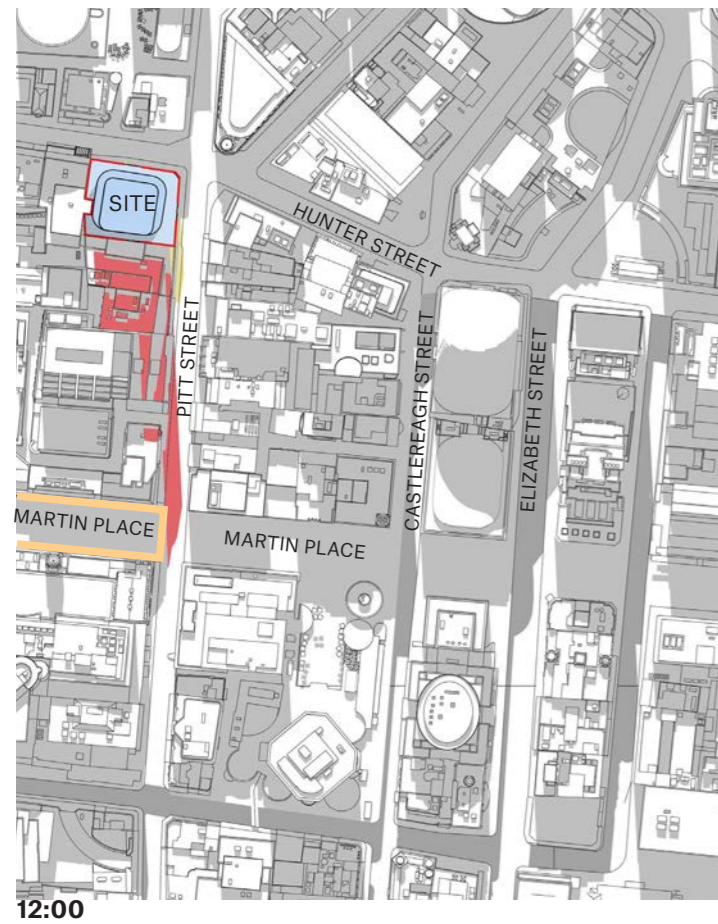 SITE
HUNTER STREET
PITT STREET
CASTLEREAGH STREET
ELIZABETH STREET
MARTIN PLACE
MARTIN PLACE
12:00